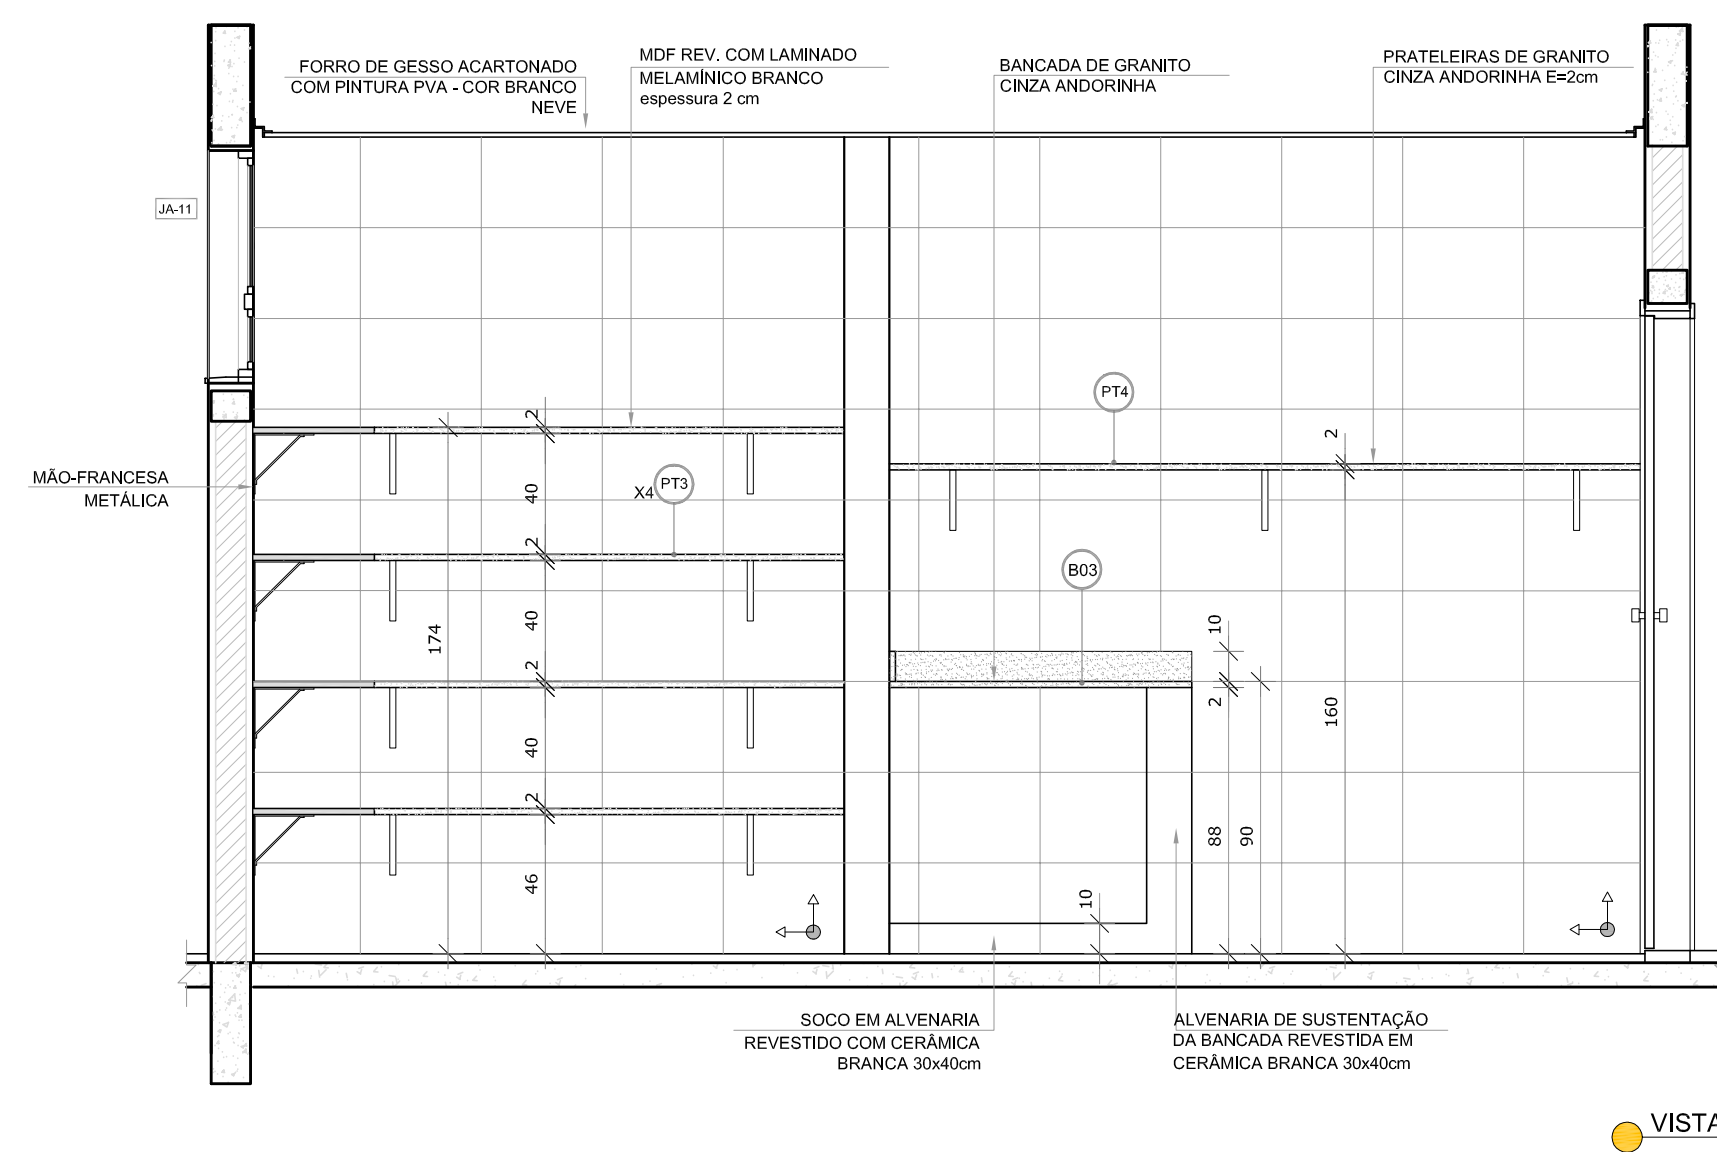 FORRO DE GESSO ACARTONADO
COM PINTURA PVA - COR BRANCO
NEVE
MDF REV. COM LAMINADO
MELAMÍNICO BRANCO
espessura 2 cm
BANCADA DE GRANITO
CINZA ANDORINHA
PRATELEIRAS DE GRANITO
CINZA ANDORINHA E=2cm
JA-11
MÃO-FRANCESA
METÁLICA
2
40
2
40
2
40
2
46
174
X4
PT3
PT4
2
B03
10
2
88
90
160
10
SOCO EM ALVENARIA
REVESTIDO COM CERÂMICA
BRANCA 30x40cm
ALVENARIA DE SUSTENTAÇÃO
DA BANCADA REVESTIDA EM
CERÂMICA BRANCA 30x40cm
VISTA